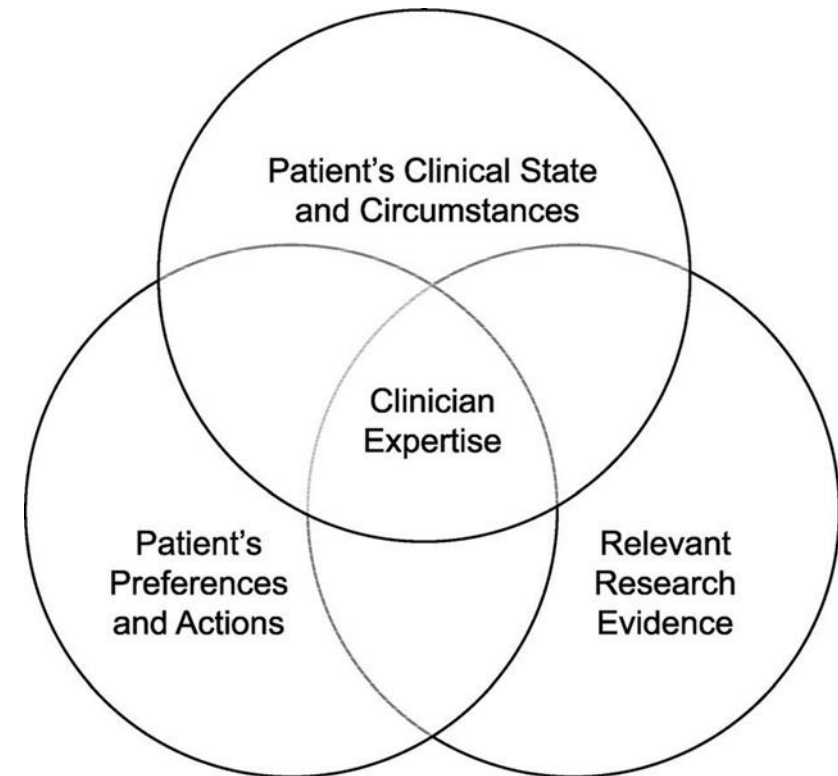 Patient’s Clinical State
and Circumstances
Clinician
Expertise
Patient’s
Preferences
and Actions
Relevant
Research
Evidence